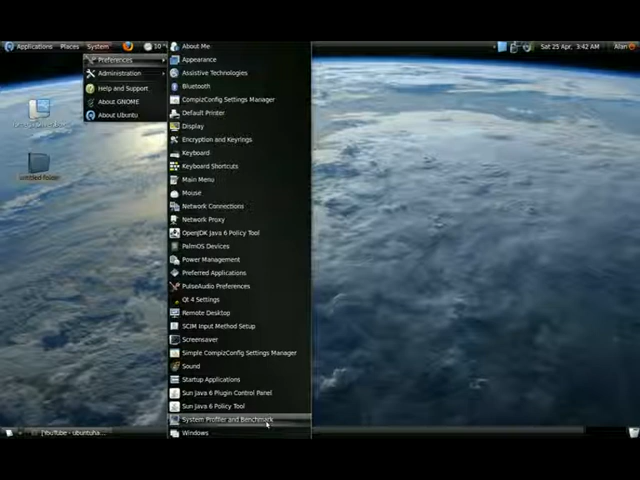 Applications Places System 10 ° Sat 25 Apr, 3:42 AM Alan
Preferences
Administration
Help and Support
About GNOME
About Ubuntu
About Me
Appearance
Assistive Technologies
Bluetooth
CompizConfig Settings Manager
Default Printer
Display
Encryption and Keyrings
Keyboard
Keyboard Shortcuts
Main Menu
Mouse
Network Connections
Network Proxy
OpenJDK Java 6 Policy Tool
PalmOS Devices
Power Management
Preferred Applications
PulseAudio Preferences
Qt 4 Settings
Remote Desktop
SCIM Input Method Setup
Screensaver
Simple CompizConfig Settings Manager
Sound
Startup Applications
Sun Java 6 Plugin Control Panel
Sun Java 6 Policy Tool
System Profiler and Benchmark
Windows
untitled folder
[YouTube - ubuntuha...